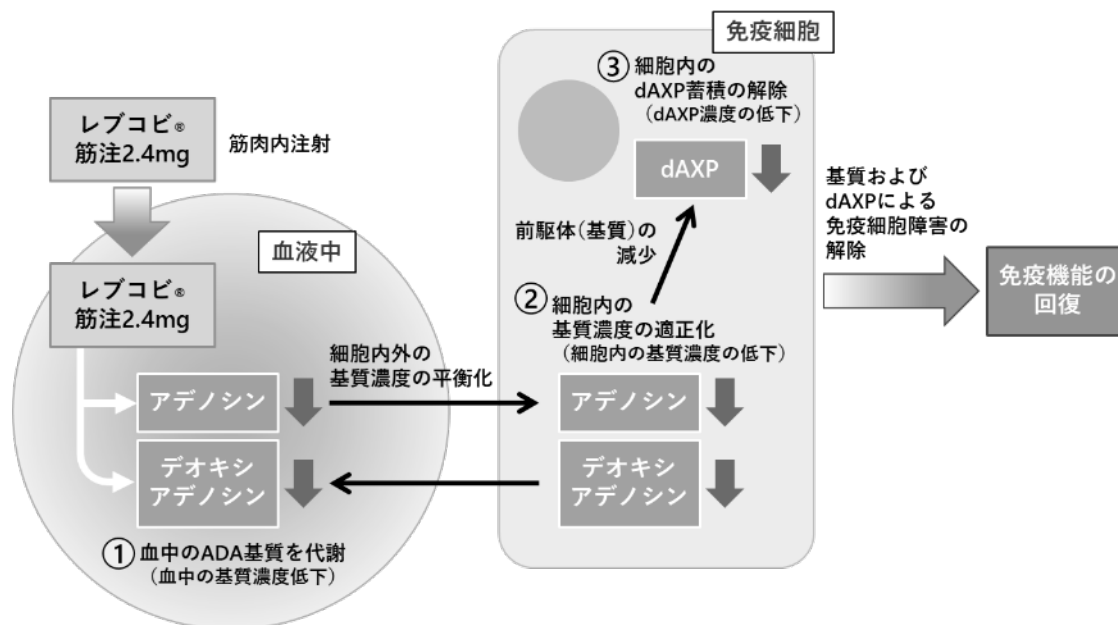 レブコビ®
筋注2.4mg
筋肉内注射
血液中
レブコビ®
筋注2.4mg
アデノシン
デオキシ
アデノシン
①血中のADA基質を代謝
（血中の基質濃度低下）
細胞内外の
基質濃度の平衡化
免疫細胞
③細胞内の
dAXP蓄積の解除
（dAXP濃度の低下）
dAXP
前駆体（基質）の
減少
②細胞内の
基質濃度の適正化
（細胞内の基質濃度の低下）
アデノシン
デオキシ
アデノシン
基質および
dAXPによる
免疫細胞障害の
解除
免疫機能の
回復